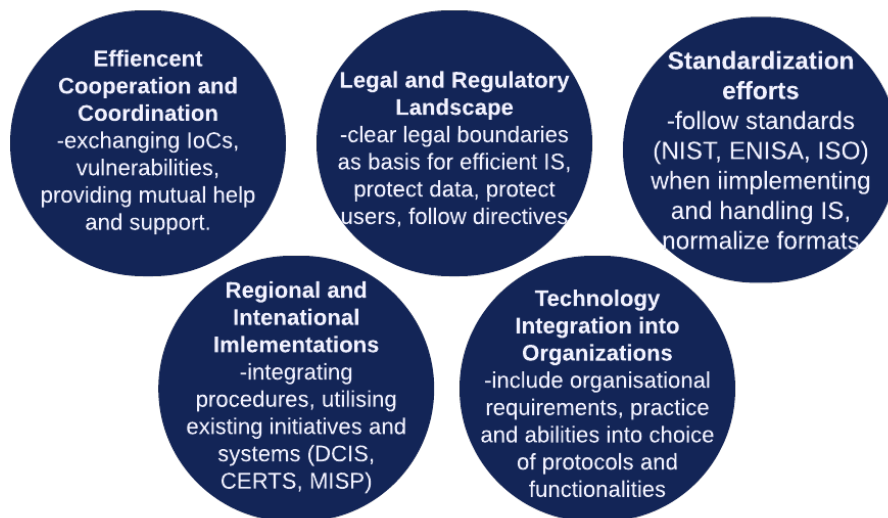 Effiencent
Cooperation and
Coordination
-exchanging IoCs,
vulnerabilities,
providing mutual help
and support.
Legal and Regulatory
Landscape
-clear legal boundaries
as basis for efficient IS,
protect data, protect
users, follow directives
Standardization
efforts
-follow standards
(NIST, ENISA, ISO)
when iimplementing
and handling IS,
normalize formats
Regional and
Intenational
Imlementations
-integrating
procedures, utilising
existing initiatives and
systems (DCIS,
CERTS, MISP)
Technology
Integration into
Organizations
-include organisational
requirements, practice
and abilities into choice
of protocols and
functionalities